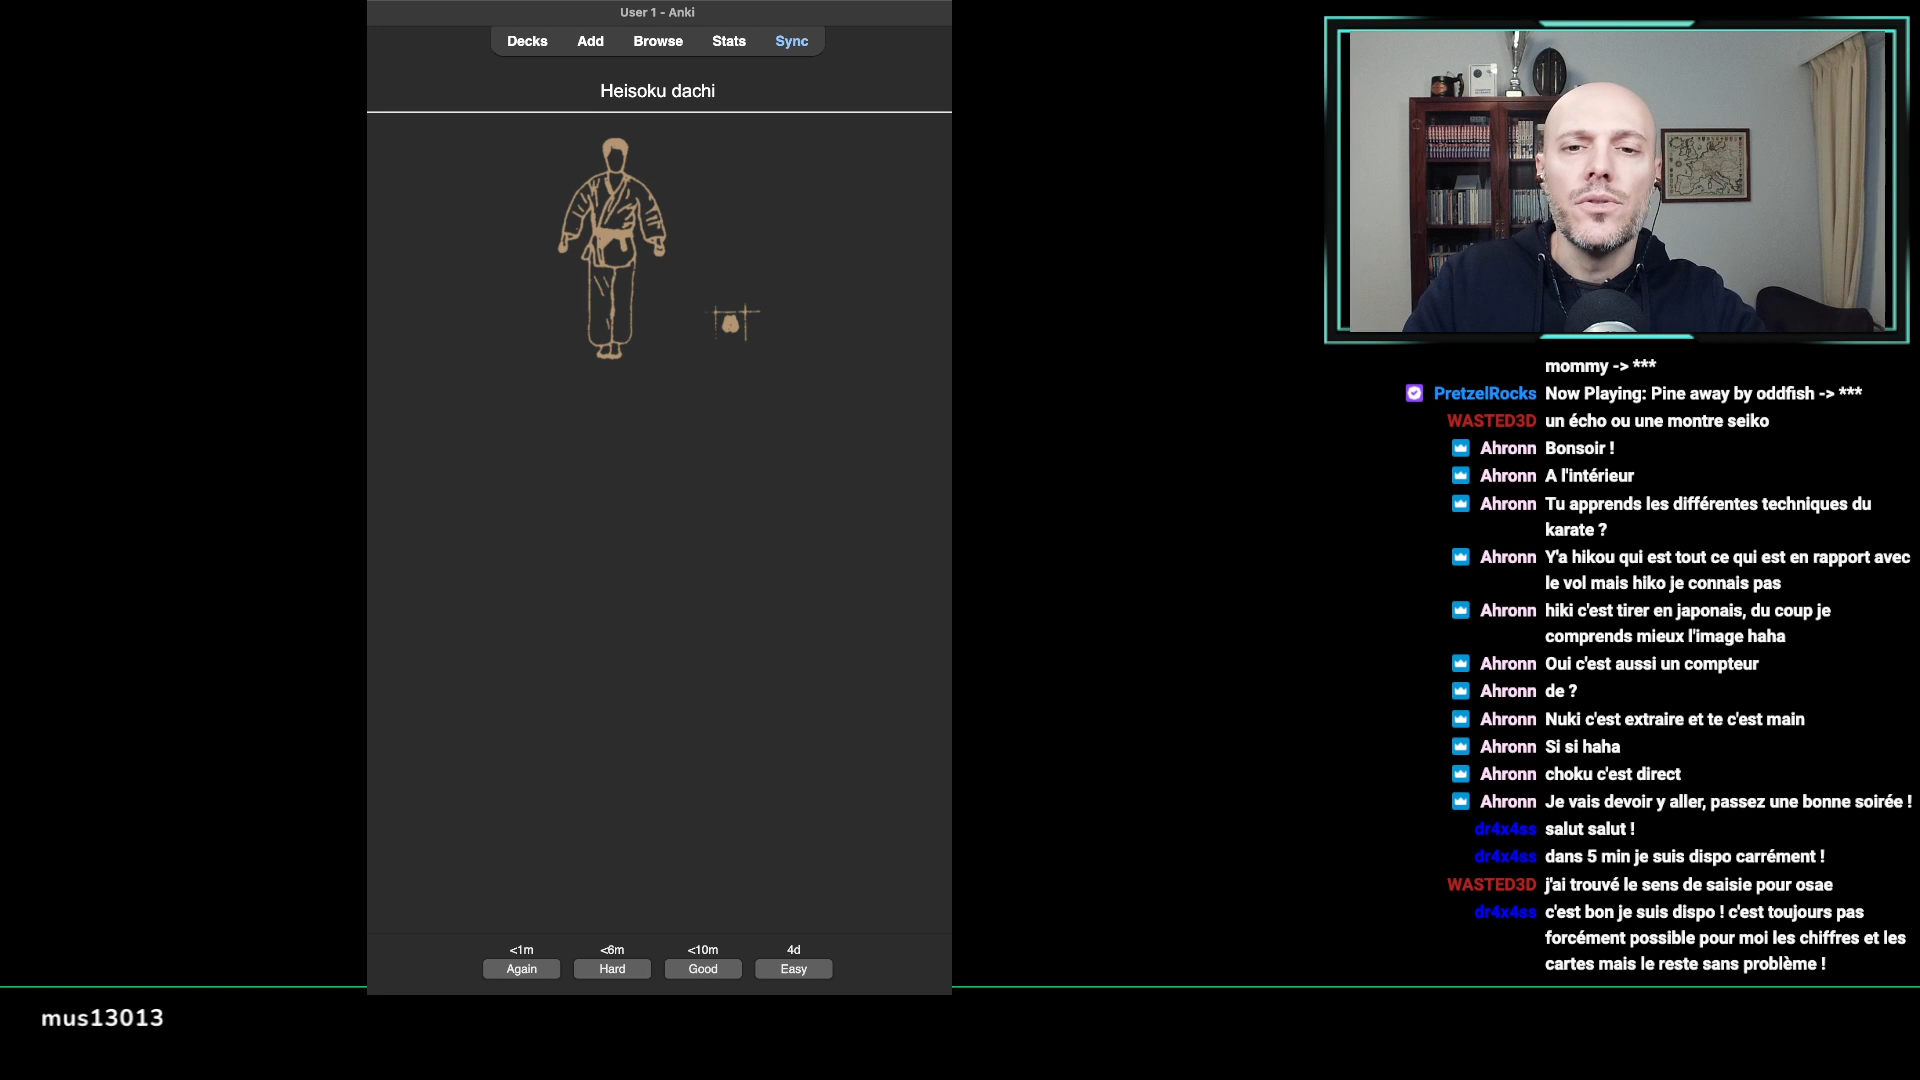 User 1 - Anki
Decks Add Browse Stats Sync
Heisoku dachi
<1m <6m <10m 4d
Again Hard Good Easy
mommy -> ***
PretzelRocks Now Playing: Pine away by oddfish -> ***
WASTED3D un écho ou une montre seiko
Ahronn Bonsoir !
Ahronn A l'intérieur
Ahronn Tu apprends les différentes techniques du
karate ?
Ahronn Y'a hikou qui est tout ce qui est en rapport avec
le vol mais hiko je connais pas
Ahronn hiki c'est tirer en japonais, du coup je
comprends mieux l'image haha
Ahronn Oui c'est aussi un compteur
Ahronn de ?
Ahronn Nuki c'est extraire et te c'est main
Ahronn Si si haha
Ahronn choku c'est direct
Ahronn Je vais devoir y aller, passez une bonne soirée !
dr4x4ss salut salut !
dr4x4ss dans 5 min je suis dispo carrément !
WASTED3D j'ai trouvé le sens de saisie pour osae
dr4x4ss c'est bon je suis dispo ! c'est toujours pas
forcément possible pour moi les chiffres et les
cartes mais le reste sans problème !
mus13013